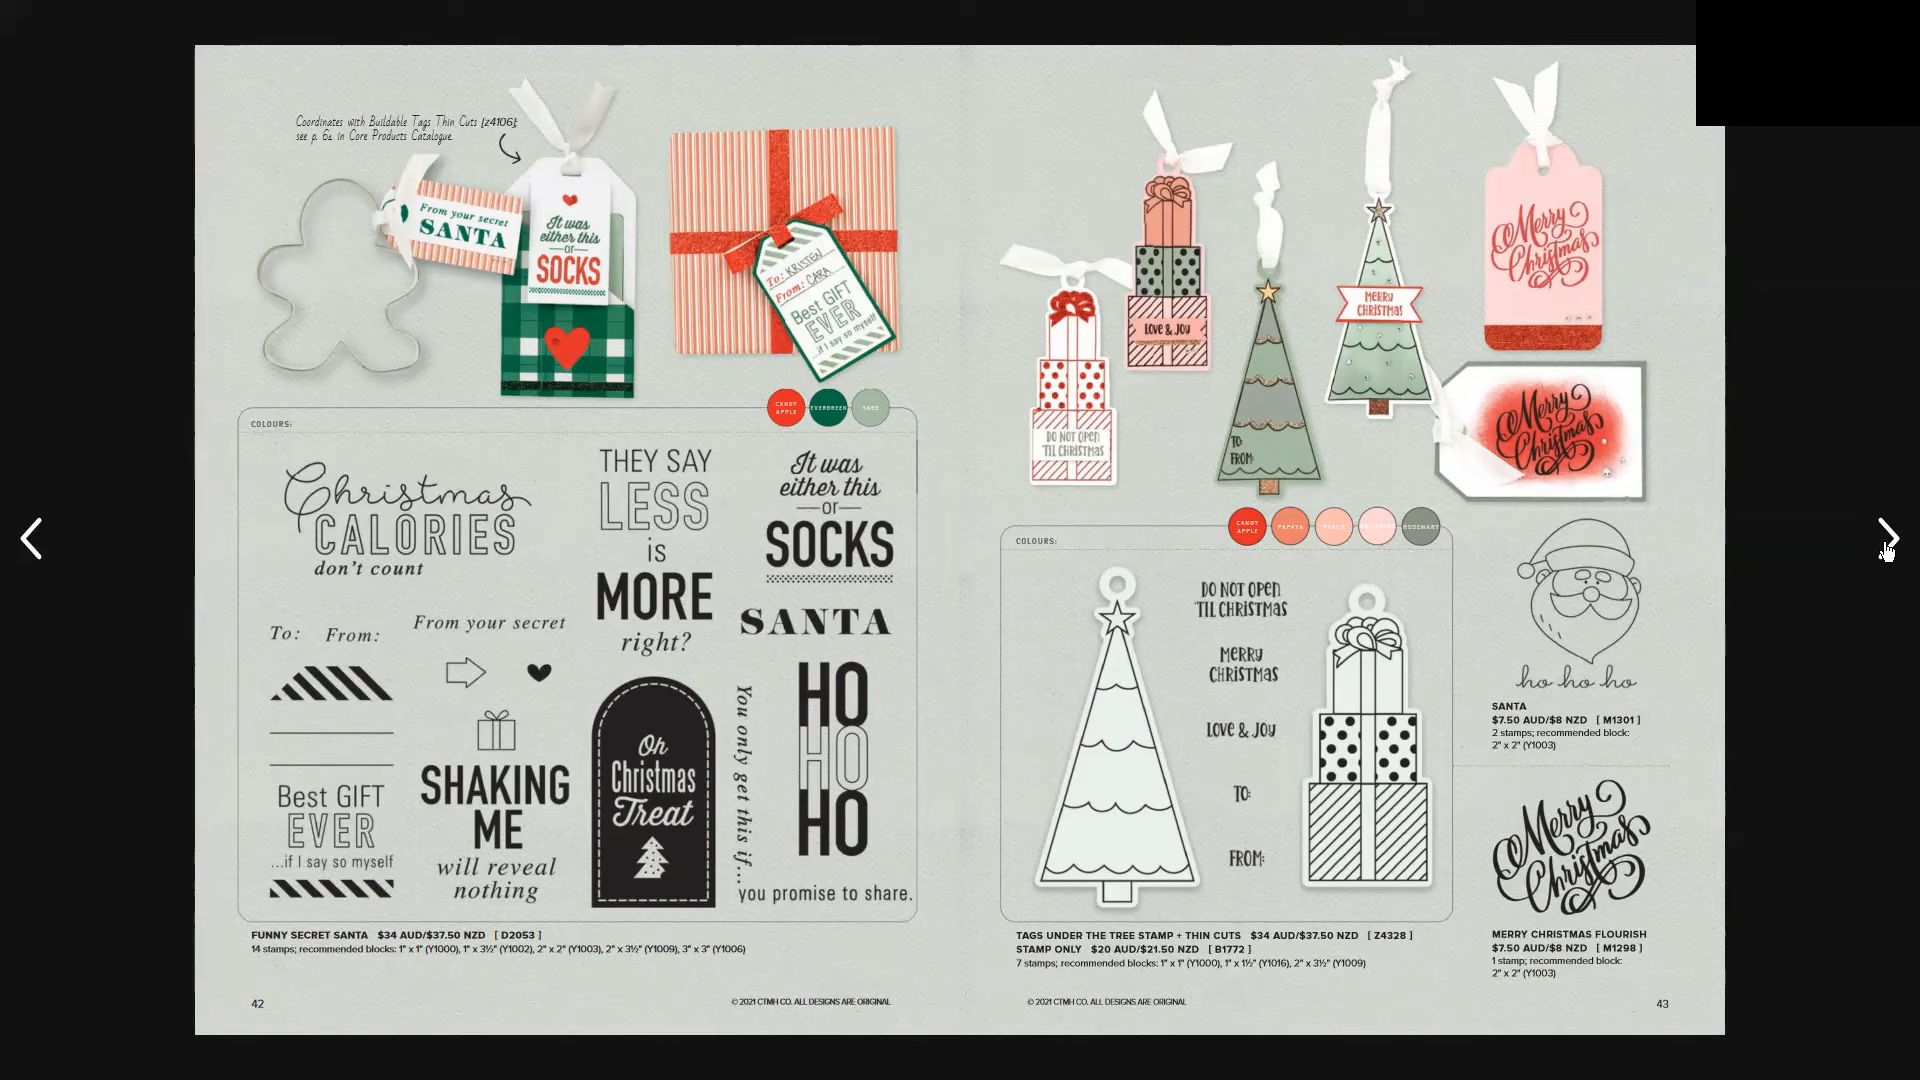 Coordinates with Buildable Tags Thin Cuts (z4106);
see p. 62 in Core Products Catalogue.
From your secret
SANTA
It was
either this
or
SOCKS
To: KRISTEN
From: CARA
Best GIFT
EVER
...if I say so myself
CANDY
APPLE
EVERGREEN
SAGE
COLOURS:
Christmas
CALORIES
don't count
THEY SAY
LESS
is
MORE
right?
It was
either this
or
SOCKS
To: From:
From your secret
SANTA
Best GIFT
EVER
...if I say so myself
SHAKING
ME
will reveal
nothing
Oh
Christmas
Treat
You only get this if...
you promise to share.
HO
HO
HO
FUNNY SECRET SANTA $34 AUD/$37.50 NZD [ D2053 ]
14 stamps; recommended blocks: 1" x 1" (Y1000), 1" x 3½" (Y1002), 2" x 2" (Y1003), 2" x 3½" (Y1009), 3" x 3" (Y1006)
42
© 2021 CTMH CO. ALL DESIGNS ARE ORIGINAL
DO NOT OPEN
'TIL CHRISTMAS
LOVE & JOY
TO:
FROM:
MERRY
CHRISTMAS
Merry
Christmas
Merry
Christmas
CANDY
APPLE
PAPAYA
PEACH
BALLERINA
ROSEMARY
COLOURS:
DO NOT OPEN
'TIL CHRISTMAS
MERRY
CHRISTMAS
LOVE & JOY
TO:
FROM:
ho ho ho
SANTA
$7.50 AUD/$8 NZD [ M1301 ]
2 stamps; recommended block:
2" x 2" (Y1003)
Merry
Christmas
MERRY CHRISTMAS FLOURISH
$7.50 AUD/$8 NZD [ M1298 ]
1 stamp; recommended block:
2" x 2" (Y1003)
TAGS UNDER THE TREE STAMP + THIN CUTS $34 AUD/$37.50 NZD [ Z4328 ]
STAMP ONLY $20 AUD/$21.50 NZD [ B1772 ]
7 stamps; recommended blocks: 1" x 1" (Y1000), 1" x 1½" (Y1016), 2" x 3½" (Y1009)
© 2021 CTMH CO. ALL DESIGNS ARE ORIGINAL
43